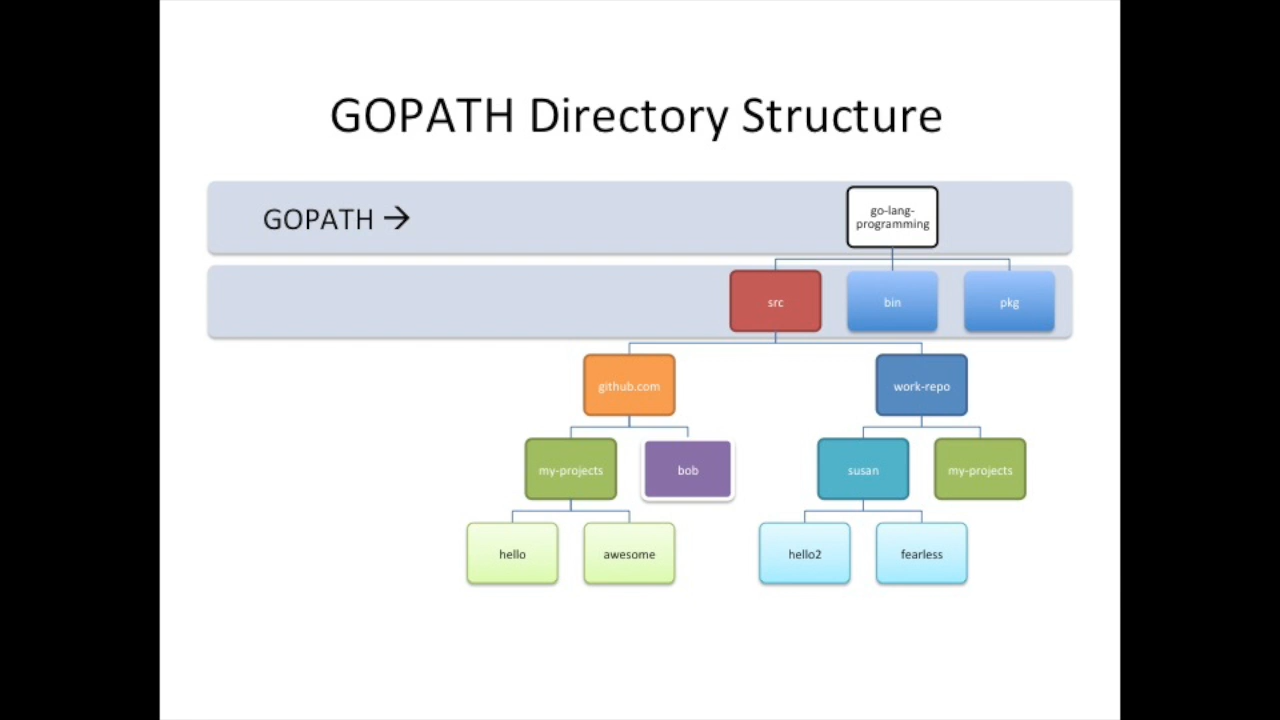 GOPATH Directory Structure
GOPATH →
go-lang-
programming
src
bin
pkg
github.com
work-repo
my-projects
bob
susan
my-projects
hello
awesome
hello2
fearless